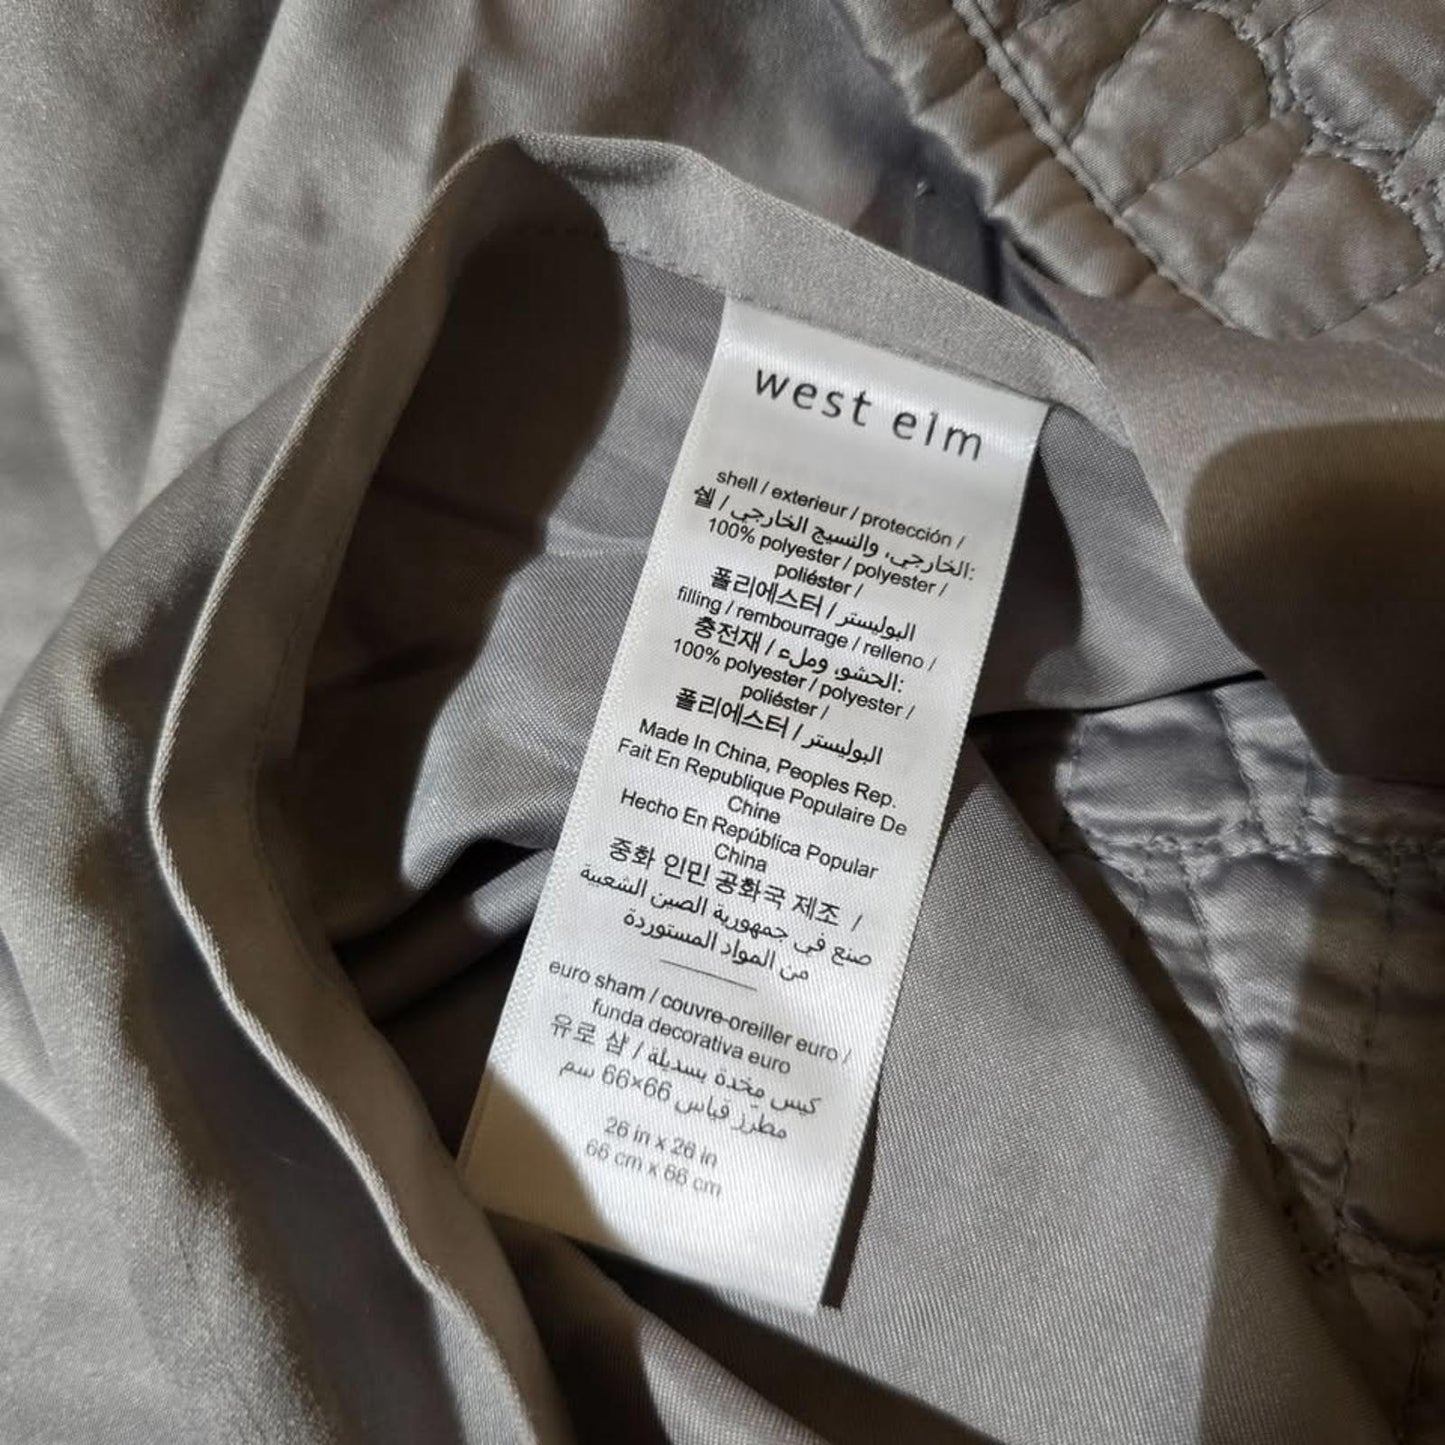 west elm
shell / exterieur / protección /
쉘 / الخارجي، والنسيج الخارجي:
100% polyester / polyester /
poliéster /
폴리에스터 / البوليستر
filling / rembourrage / relleno /
충전재 / الحشو، وملء:
100% polyester / polyester /
poliéster /
폴리에스터 / البوليستر
Made In China, Peoples Rep.
Fait En Republique Populaire De
Chine
Hecho En República Popular
China
중화 인민 공화국 제조 /
صنع في جمهورية الصين الشعبية
من المواد المستوردة
euro sham / couvre-oreiller euro /
funda decorativa euro
유로 샴 / كيس مخدة بسديلة
مطرز قياس 66×66 سم
26 in x 26 in
66 cm x 66 cm